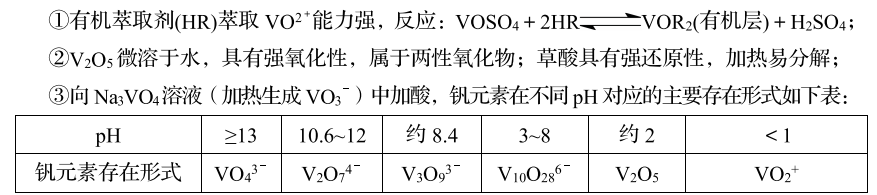 ①有机萃取剂(HR)萃取 VO²⁺能力强，反应：VOSO₄＋2HR⇌VOR₂(有机层)＋H₂SO₄；
②V₂O₅微溶于水，具有强氧化性，属于两性氧化物；草酸具有强还原性，加热易分解；
③向 Na₃VO₄溶液（加热生成VO₃⁻）中加酸，钒元素在不同pH对应的主要存在形式如下表：
pH ≥13 10.6~12 约 8.4 3~8 约 2 ＜1
钒元素存在形式 VO₄³⁻ V₂O₇⁴⁻ V₃O₉³⁻ V₁₀O₂₈⁶⁻ V₂O₅ VO₂⁺